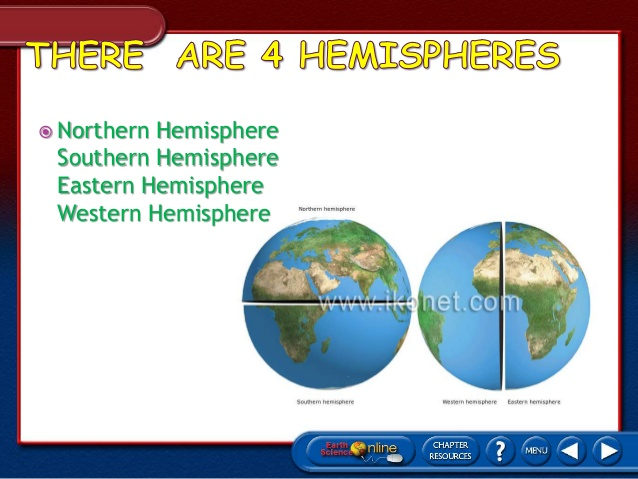 THERE ARE 4 HEMISPHERES
Northern Hemisphere
Southern Hemisphere
Eastern Hemisphere
Western Hemisphere
Northern hemisphere
www.ikonet.com
Southern hemisphere
Western hemisphere
Eastern hemisphere
Earth
Science
nline
CHAPTER
RESOURCES
?
MENU